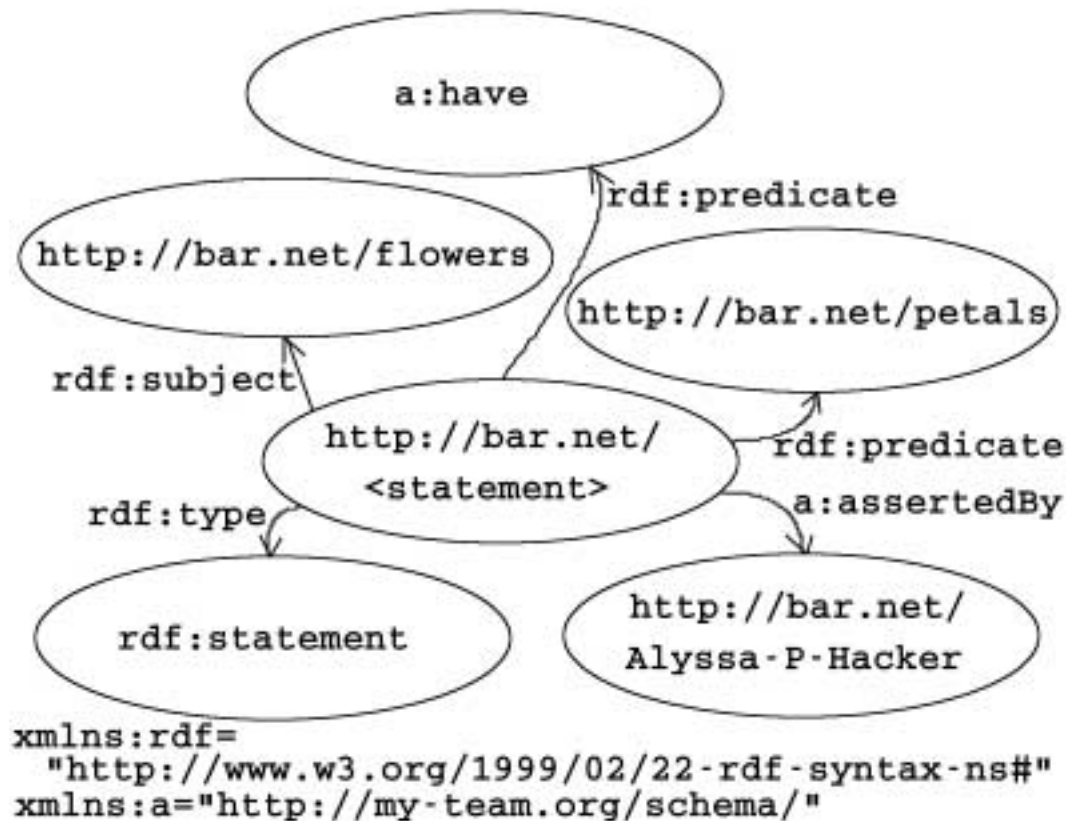 a:have
rdf:predicate
http://bar.net/flowers
http://bar.net/petals
rdf:subject
http://bar.net/
<statement>
rdf:predicate
rdf:type
a:assertedBy
rdf:statement
http://bar.net/
Alyssa-P-Hacker
xmlns:rdf=
"http://www.w3.org/1999/02/22-rdf-syntax-ns#"
xmlns:a="http://my-team.org/schema/"